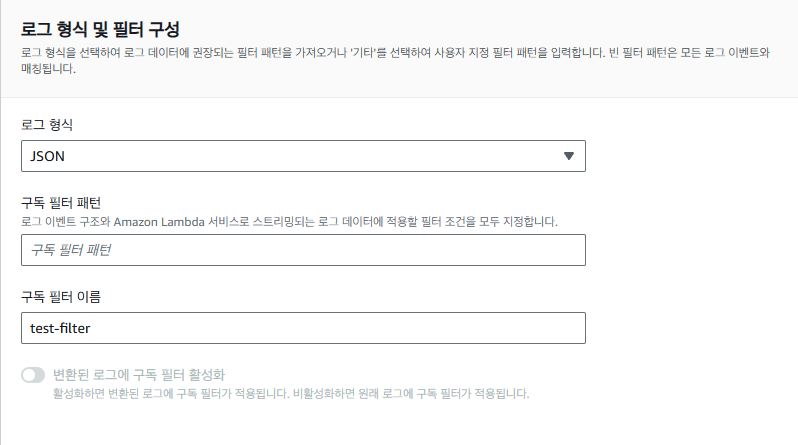 로그 형식 및 필터 구성
로그 형식을 선택하여 로그 데이터에 권장되는 필터 패턴을 가져오거나 '기타'를 선택하여 사용자 지정 필터 패턴을 입력합니다. 빈 필터 패턴은 모든 로그 이벤트와
매칭됩니다.
로그 형식
JSON
구독 필터 패턴
로그 이벤트 구조와 Amazon Lambda 서비스로 스트리밍되는 로그 데이터에 적용할 필터 조건을 모두 지정합니다.
구독 필터 패턴
구독 필터 이름
test-filter
변환된 로그에 구독 필터 활성화
활성화하면 변환된 로그에 구독 필터가 적용됩니다. 비활성화하면 원래 로그에 구독 필터가 적용됩니다.